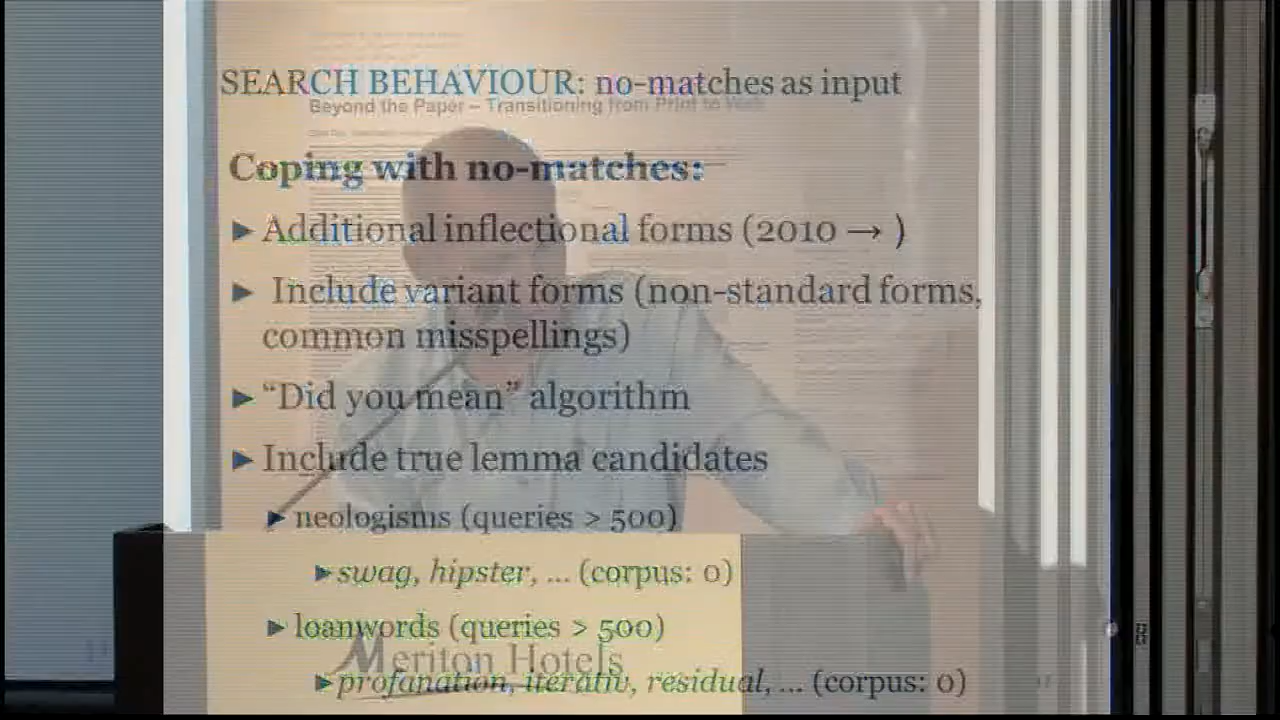 SEARCH BEHAVIOUR: no-matches as input
Beyond the Paper – Transitioning from Print to Web
Coping with no-matches:
► Additional inflectional forms (2010 → )
► Include variant forms (non-standard forms,
common misspellings)
► “Did you mean” algorithm
► Include true lemma candidates
► neologisms (queries > 500)
► swag, hipster, ... (corpus: 0)
► loanwords (queries > 500)
Meriton Hotels
► profanation, iterativ, residual, ... (corpus: 0)